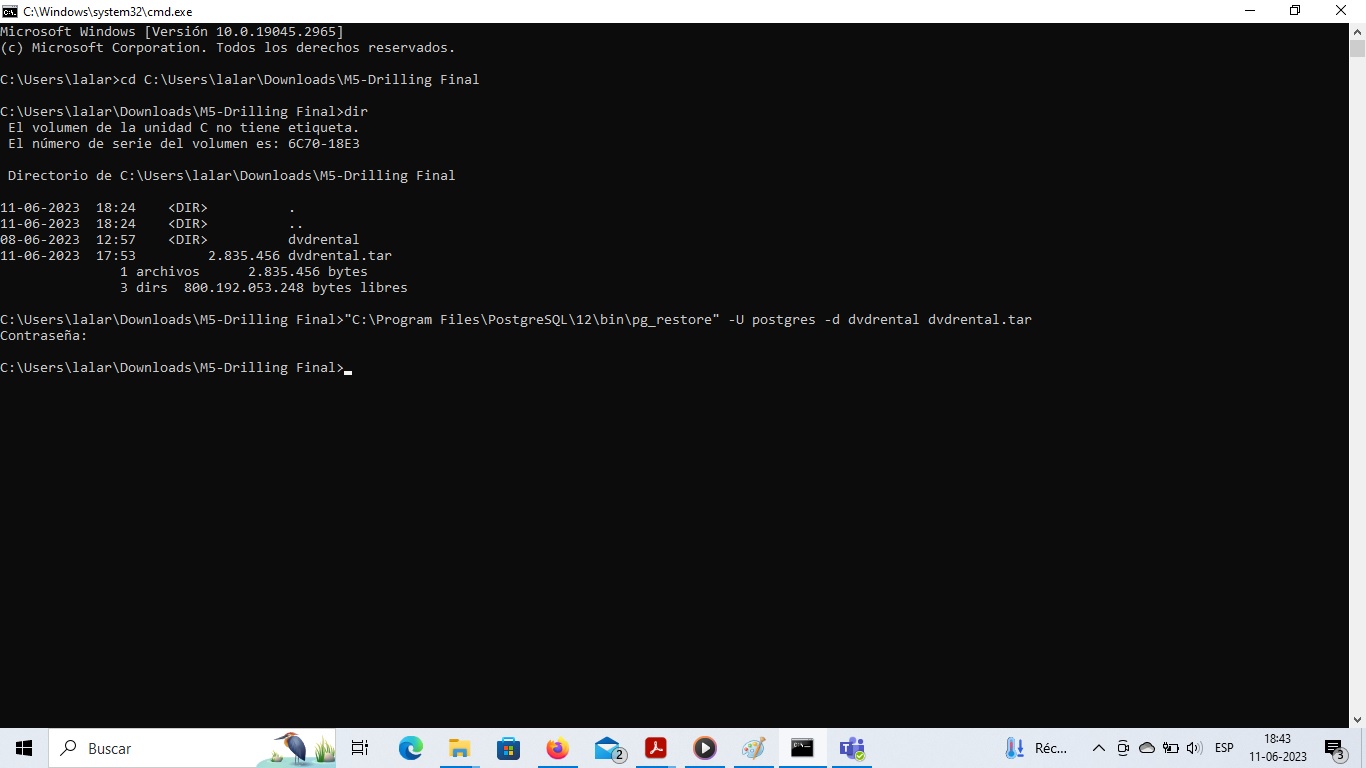 C:\Windows\system32\cmd.exe
Microsoft Windows [Versión 10.0.19045.2965]
(c) Microsoft Corporation. Todos los derechos reservados.
C:\Users\lalar>cd C:\Users\lalar\Downloads\M5-Drilling Final
C:\Users\lalar\Downloads\M5-Drilling Final>dir
El volumen de la unidad C no tiene etiqueta.
El número de serie del volumen es: 6C70-18E3
Directorio de C:\Users\lalar\Downloads\M5-Drilling Final
11-06-2023  18:24    <DIR>          .
11-06-2023  18:24    <DIR>          ..
08-06-2023  12:57    <DIR>          dvdrental
11-06-2023  17:53         2.835.456 dvdrental.tar
1 archivos      2.835.456 bytes
3 dirs  800.192.053.248 bytes libres
C:\Users\lalar\Downloads\M5-Drilling Final>"C:\Program Files\PostgreSQL\12\bin\pg_restore" -U postgres -d dvdrental dvdrental.tar
Contraseña:
C:\Users\lalar\Downloads\M5-Drilling Final>
Buscar
2
Réc...
ESP
18:43
11-06-2023
3